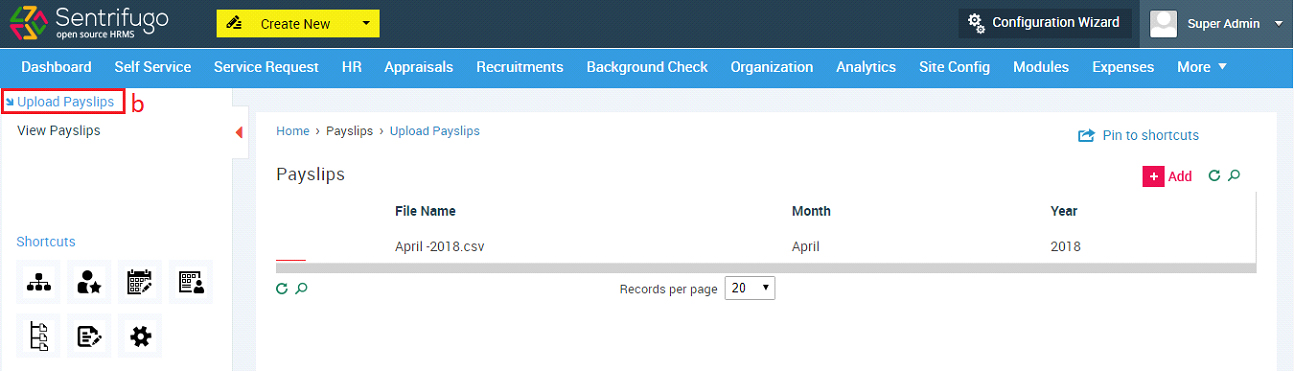 Sentrifugo
open source HRMS
Create New
Configuration Wizard
Super Admin
Dashboard Self Service Service Request HR Appraisals Recruitments Background Check Organization Analytics Site Config Modules Expenses More
Upload Payslips b
View Payslips
Home › Payslips › Upload Payslips
Pin to shortcuts
Payslips
+ Add
File Name Month Year
April -2018.csv April 2018
Records per page 20
Shortcuts